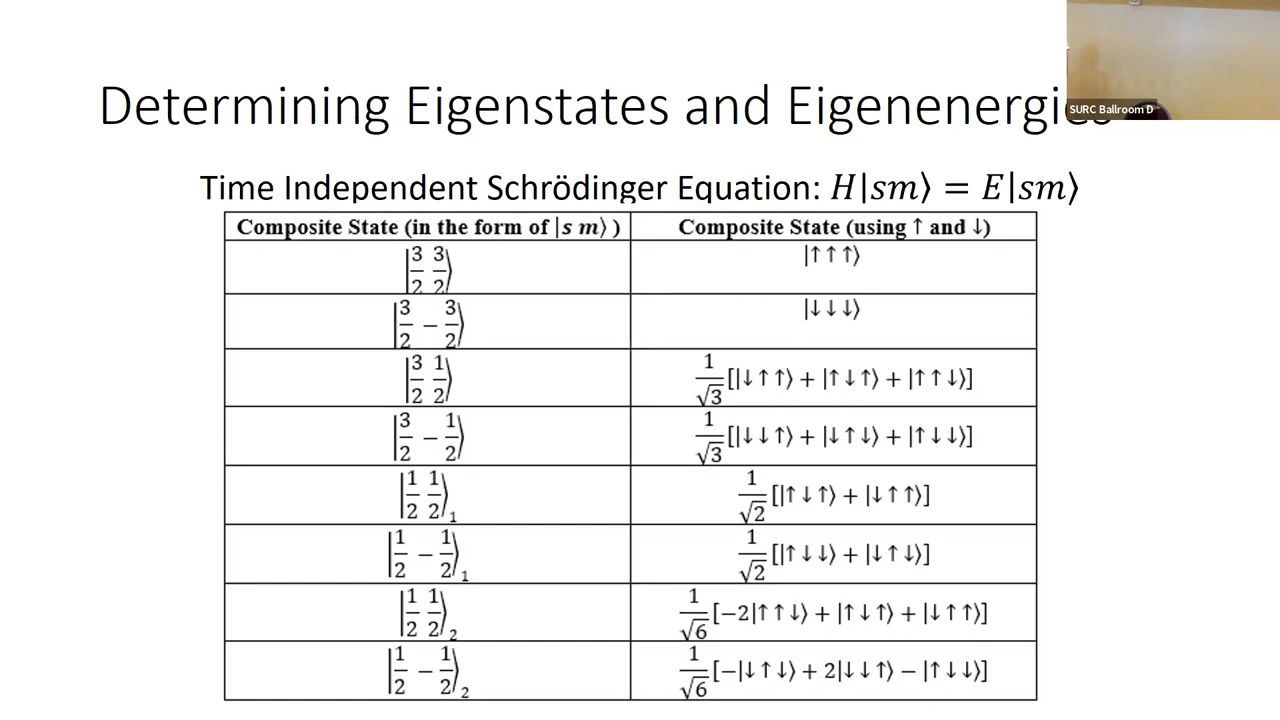 Determining Eigenstates and Eigenenergies
SURC Ballroom D
Time Independent Schrödinger Equation: H|sm⟩ = E|sm⟩
Composite State (in the form of |s m⟩ ) Composite State (using ↑ and ↓)
|3/2 3/2⟩ |↑ ↑ ↑⟩
|3/2 − 3/2⟩ |↓ ↓ ↓⟩
|3/2 1/2⟩ 1/√3 [|↓ ↑ ↑⟩ + |↑ ↓ ↑⟩ + |↑ ↑ ↓⟩]
|3/2 − 1/2⟩ 1/√3 [|↓ ↓ ↑⟩ + |↓ ↑ ↓⟩ + |↑ ↓ ↓⟩]
|1/2 1/2⟩₁ 1/√2 [|↑ ↓ ↑⟩ + |↓ ↑ ↑⟩]
|1/2 − 1/2⟩₁ 1/√2 [|↑ ↓ ↓⟩ + |↓ ↑ ↓⟩]
|1/2 1/2⟩₂ 1/√6 [−2|↑ ↑ ↓⟩ + |↑ ↓ ↑⟩ + |↓ ↑ ↑⟩]
|1/2 − 1/2⟩₂ 1/√6 [−|↓ ↑ ↓⟩ + 2|↓ ↓ ↑⟩ − |↑ ↓ ↓⟩]